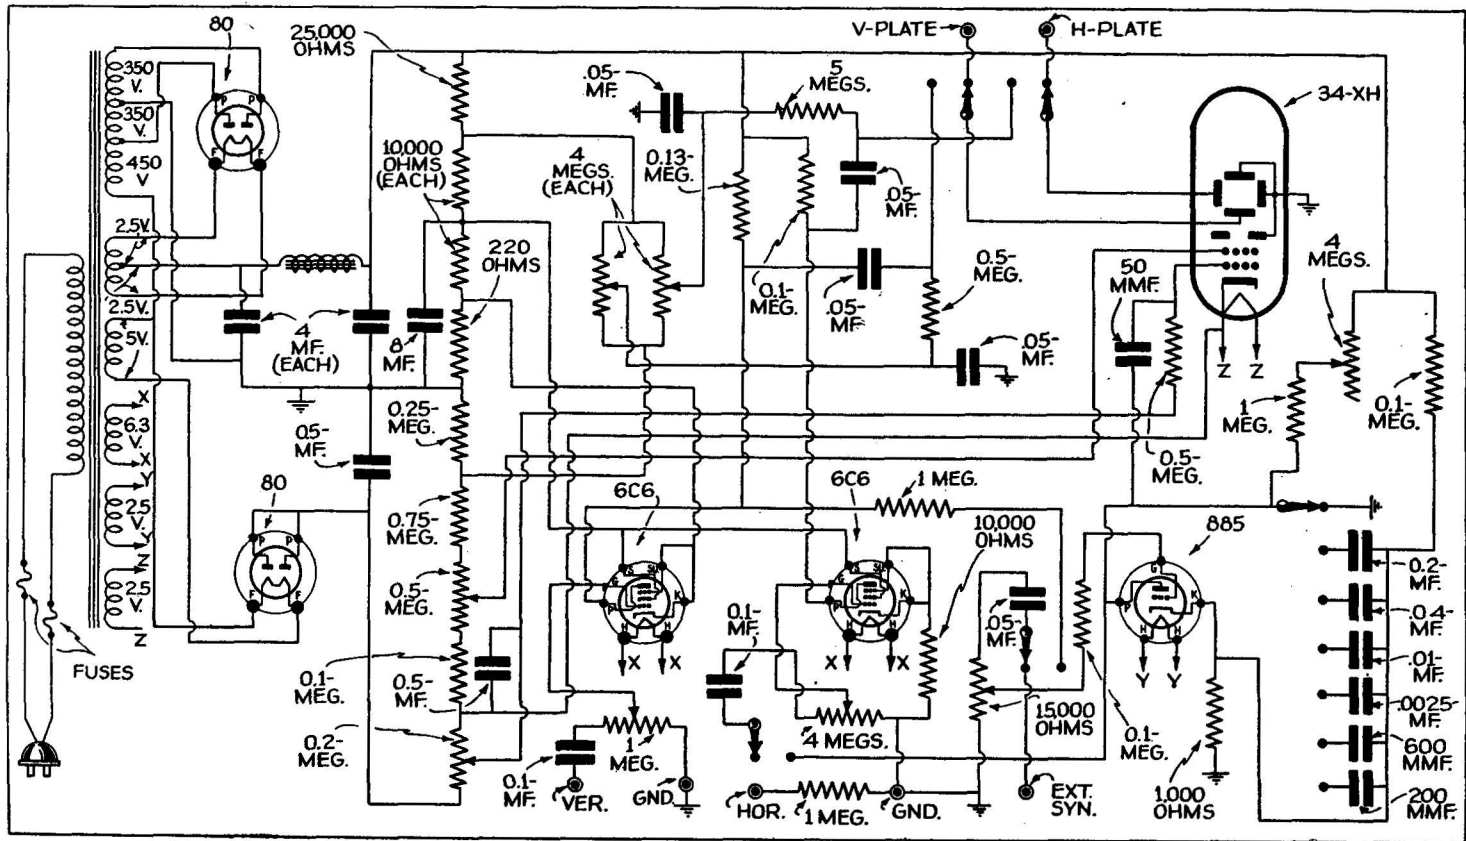 80
25,000
OHMS
.05-
MF.
5
MEGS.
V-PLATE
H-PLATE
34-XH
350
V.
350
V.
450
V
P
P
F
F
10,000
OHMS
(EACH)
4
MEGS.
(EACH)
0.13-
MEG.
.05-
MF.
0.1-
MEG.
2.5V.
2.5V.
220
OHMS
.05-
MF.
0.5-
MEG.
50
MMF.
4
MEGS.
5V.
4
MF.
(EACH)
8
MF.
.05-
MF.
Z
Z
1
MEG.
0.1-
MEG.
0.5-
MEG.
X
6.3
V.
X
0.5-
MF.
0.25-
MEG.
Y
2.5
V.
Y
80
P
P
F
F
0.75-
MEG.
6C6
6C6
1 MEG.
10,000
OHMS
885
Z
2.5
V.
Z
0.5-
MEG.
G
P
K
H
H
X
X
G
P
K
H
H
X
X
.05-
MF.
G
P
K
H
H
Y
Y
0.2-
MF.
.04-
MF.
.01-
MF.
.0025-
MF.
600
MMF.
200
MMF.
FUSES
0.1-
MEG.
0.5-
MF.
0.2-
MEG.
0.1-
MF.
1
MEG.
VER.
GND.
0.1-
MF.
4 MEGS.
HOR.
1 MEG.
GND.
15,000
OHMS
EXT.
SYN.
0.1-
MEG.
1,000
OHMS